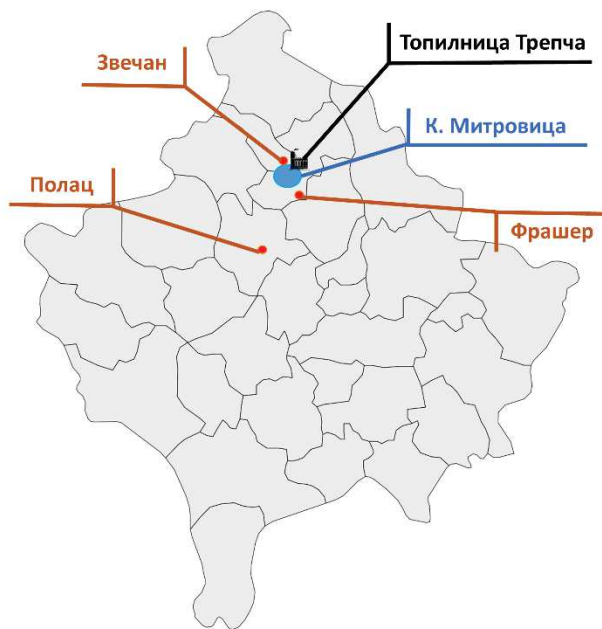 Топилница Трепча
Звечан
К. Митровица
Полац
Фрашер